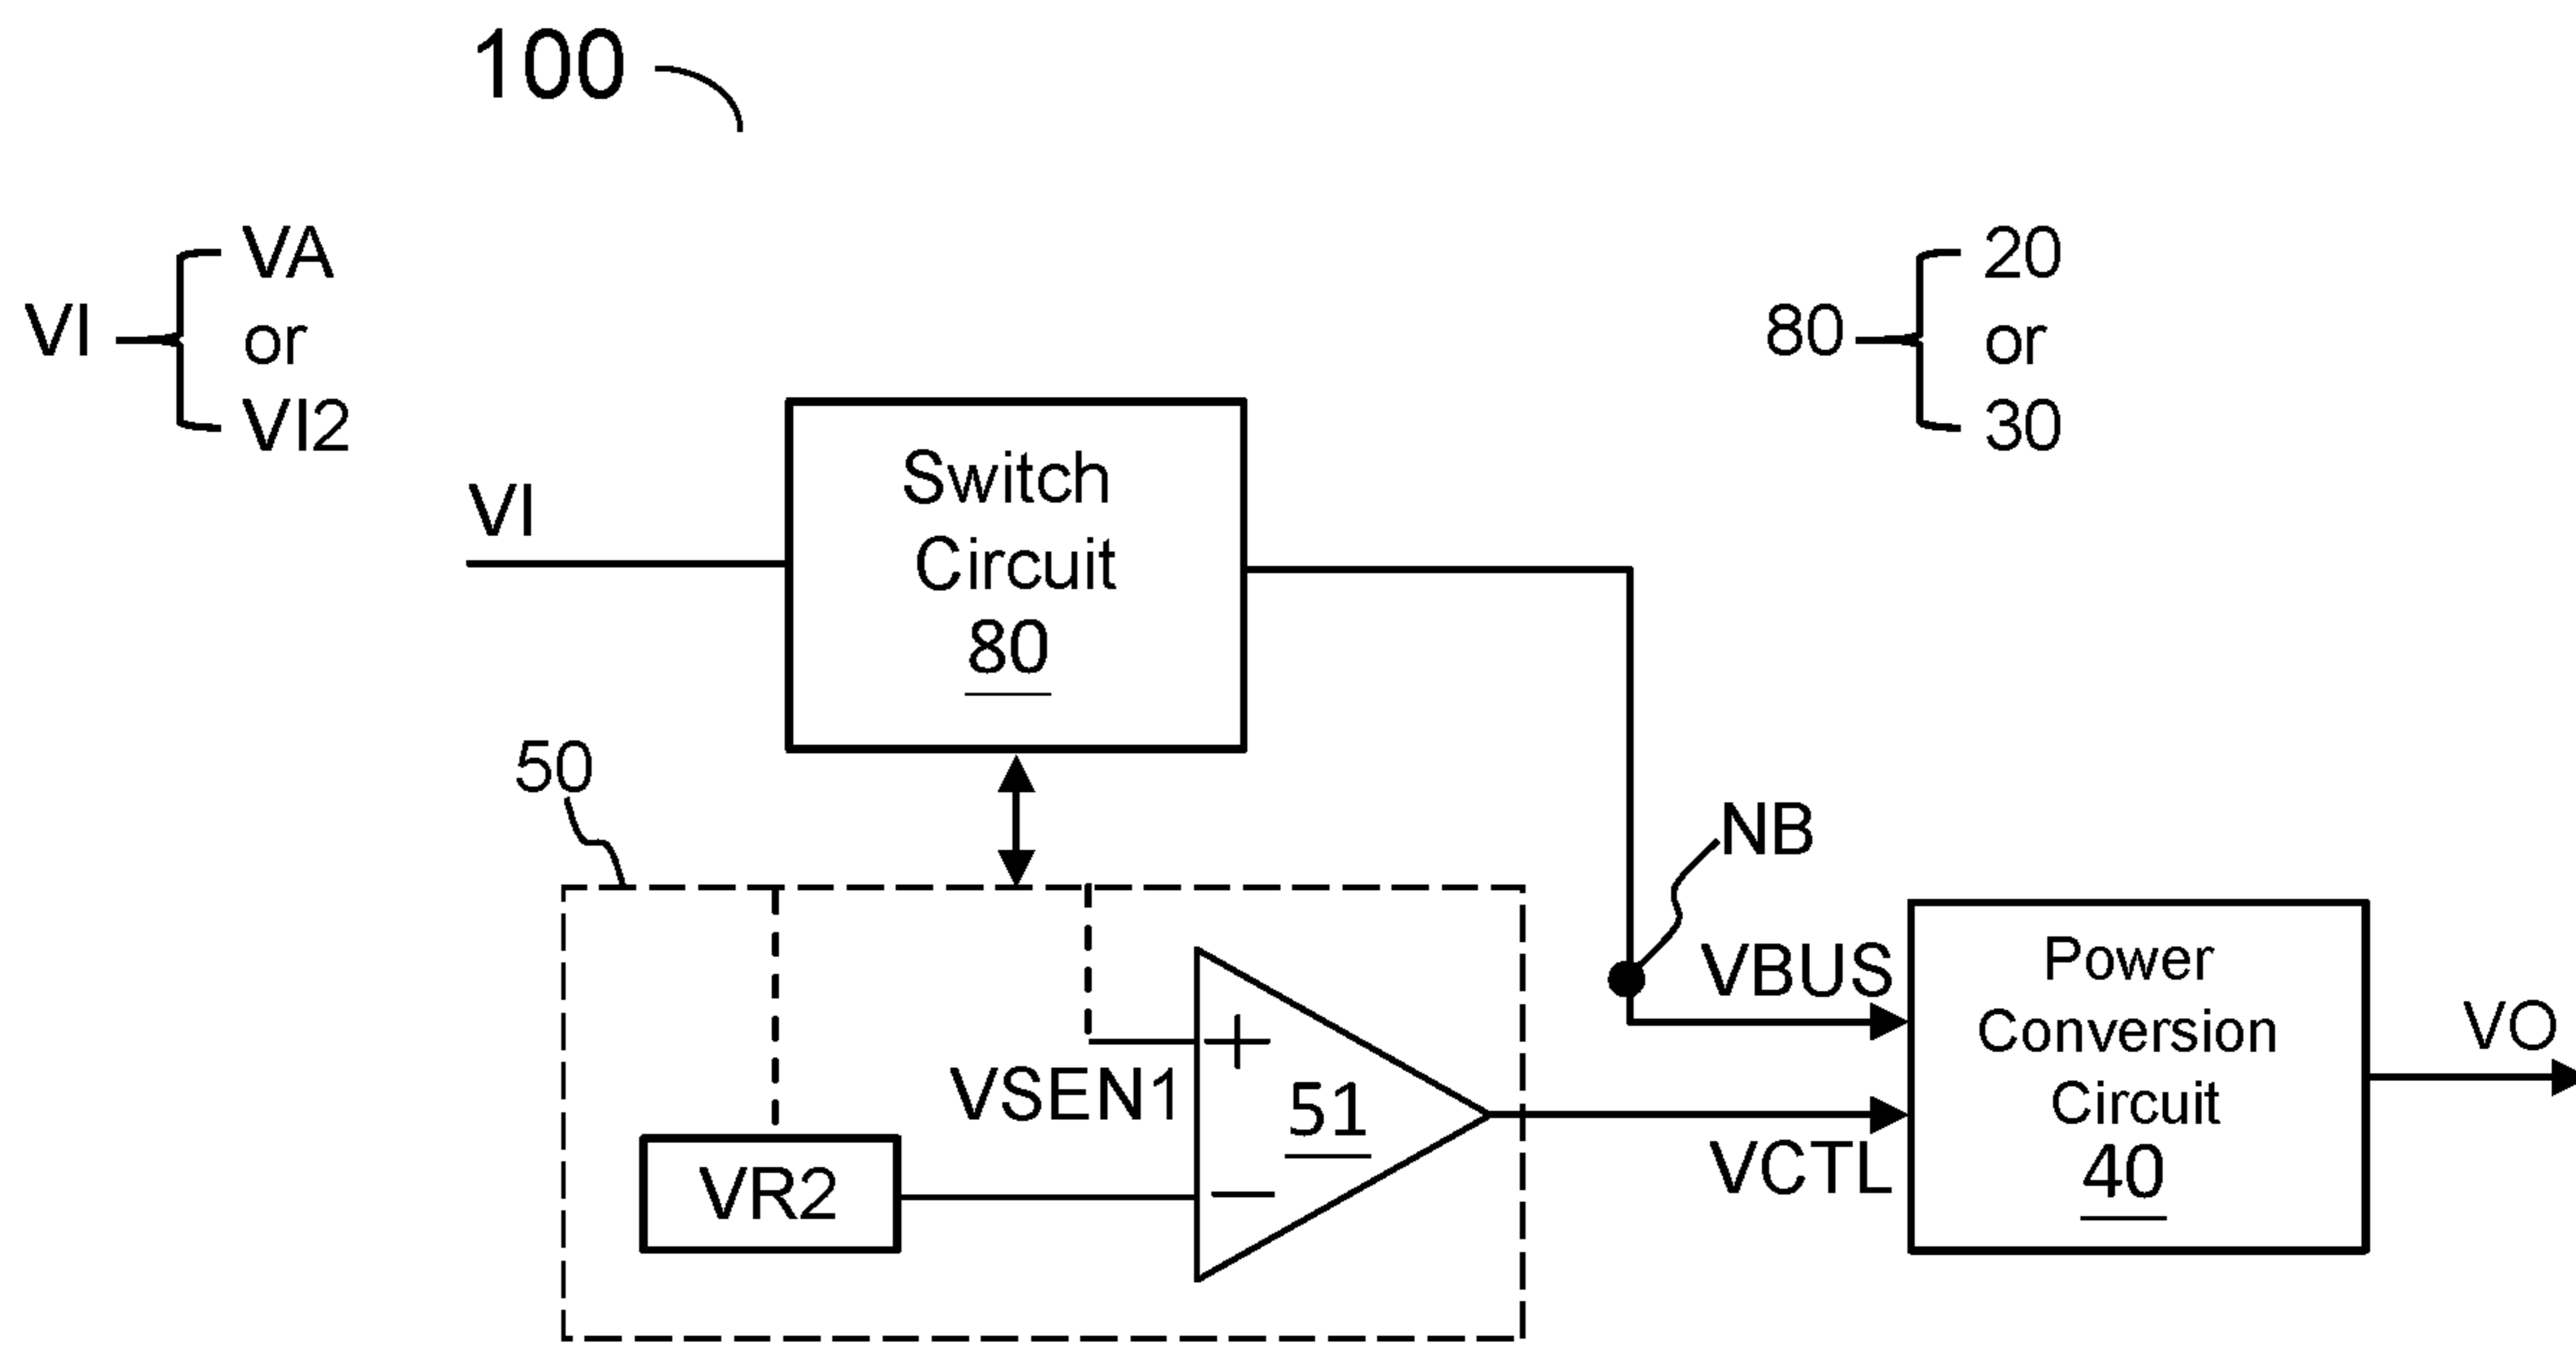 100
VA
VI
or
VI2
20
80
or
30
VI
Switch
Circuit
80
50
NB
VBUS
Power
Conversion
Circuit
40
VO
VSEN1
+
51
VCTL
VR2
−